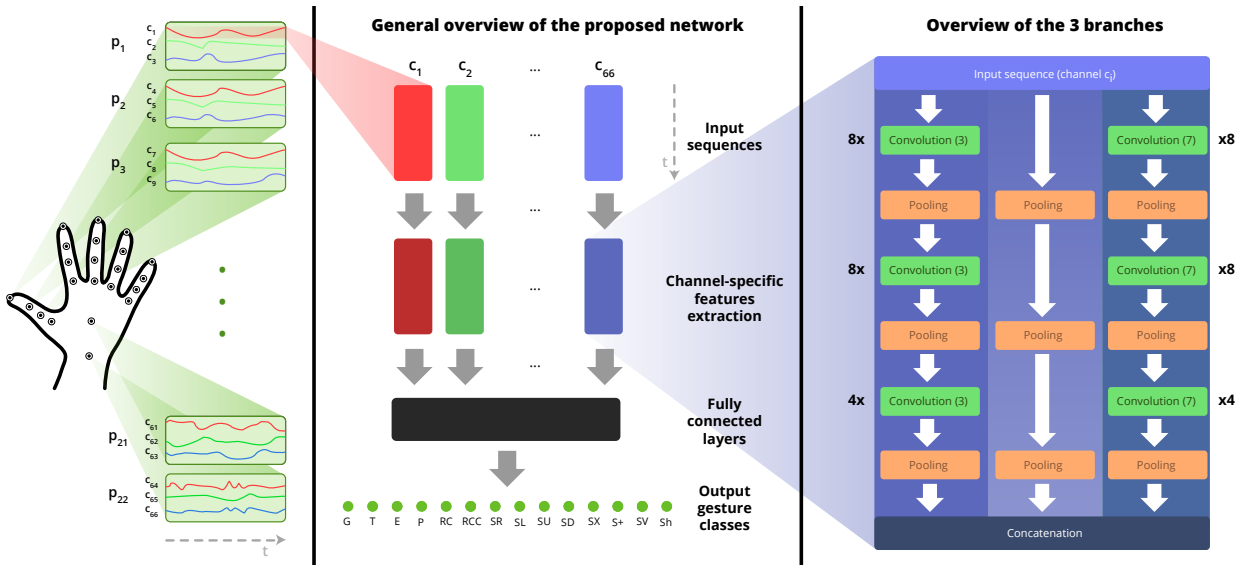 General overview of the proposed network
Overview of the 3 branches
p1
c1
c2
c3
p2
c4
c5
c6
p3
c7
c8
c9
p21
c61
c62
c63
p22
c64
c65
c66
t
C1
C2
...
C66
...
Input
sequences
t
...
...
Channel-specific
features
extraction
...
Fully
connected
layers
Output
gesture
classes
G T E P RC RCC SR SL SU SD SX S+ SV Sh
Input sequence (channel ci)
8x Convolution (3) Convolution (7) x8
Pooling Pooling Pooling
8x Convolution (3) Convolution (7) x8
Pooling Pooling Pooling
4x Convolution (3) Convolution (7) x4
Pooling Pooling Pooling
Concatenation